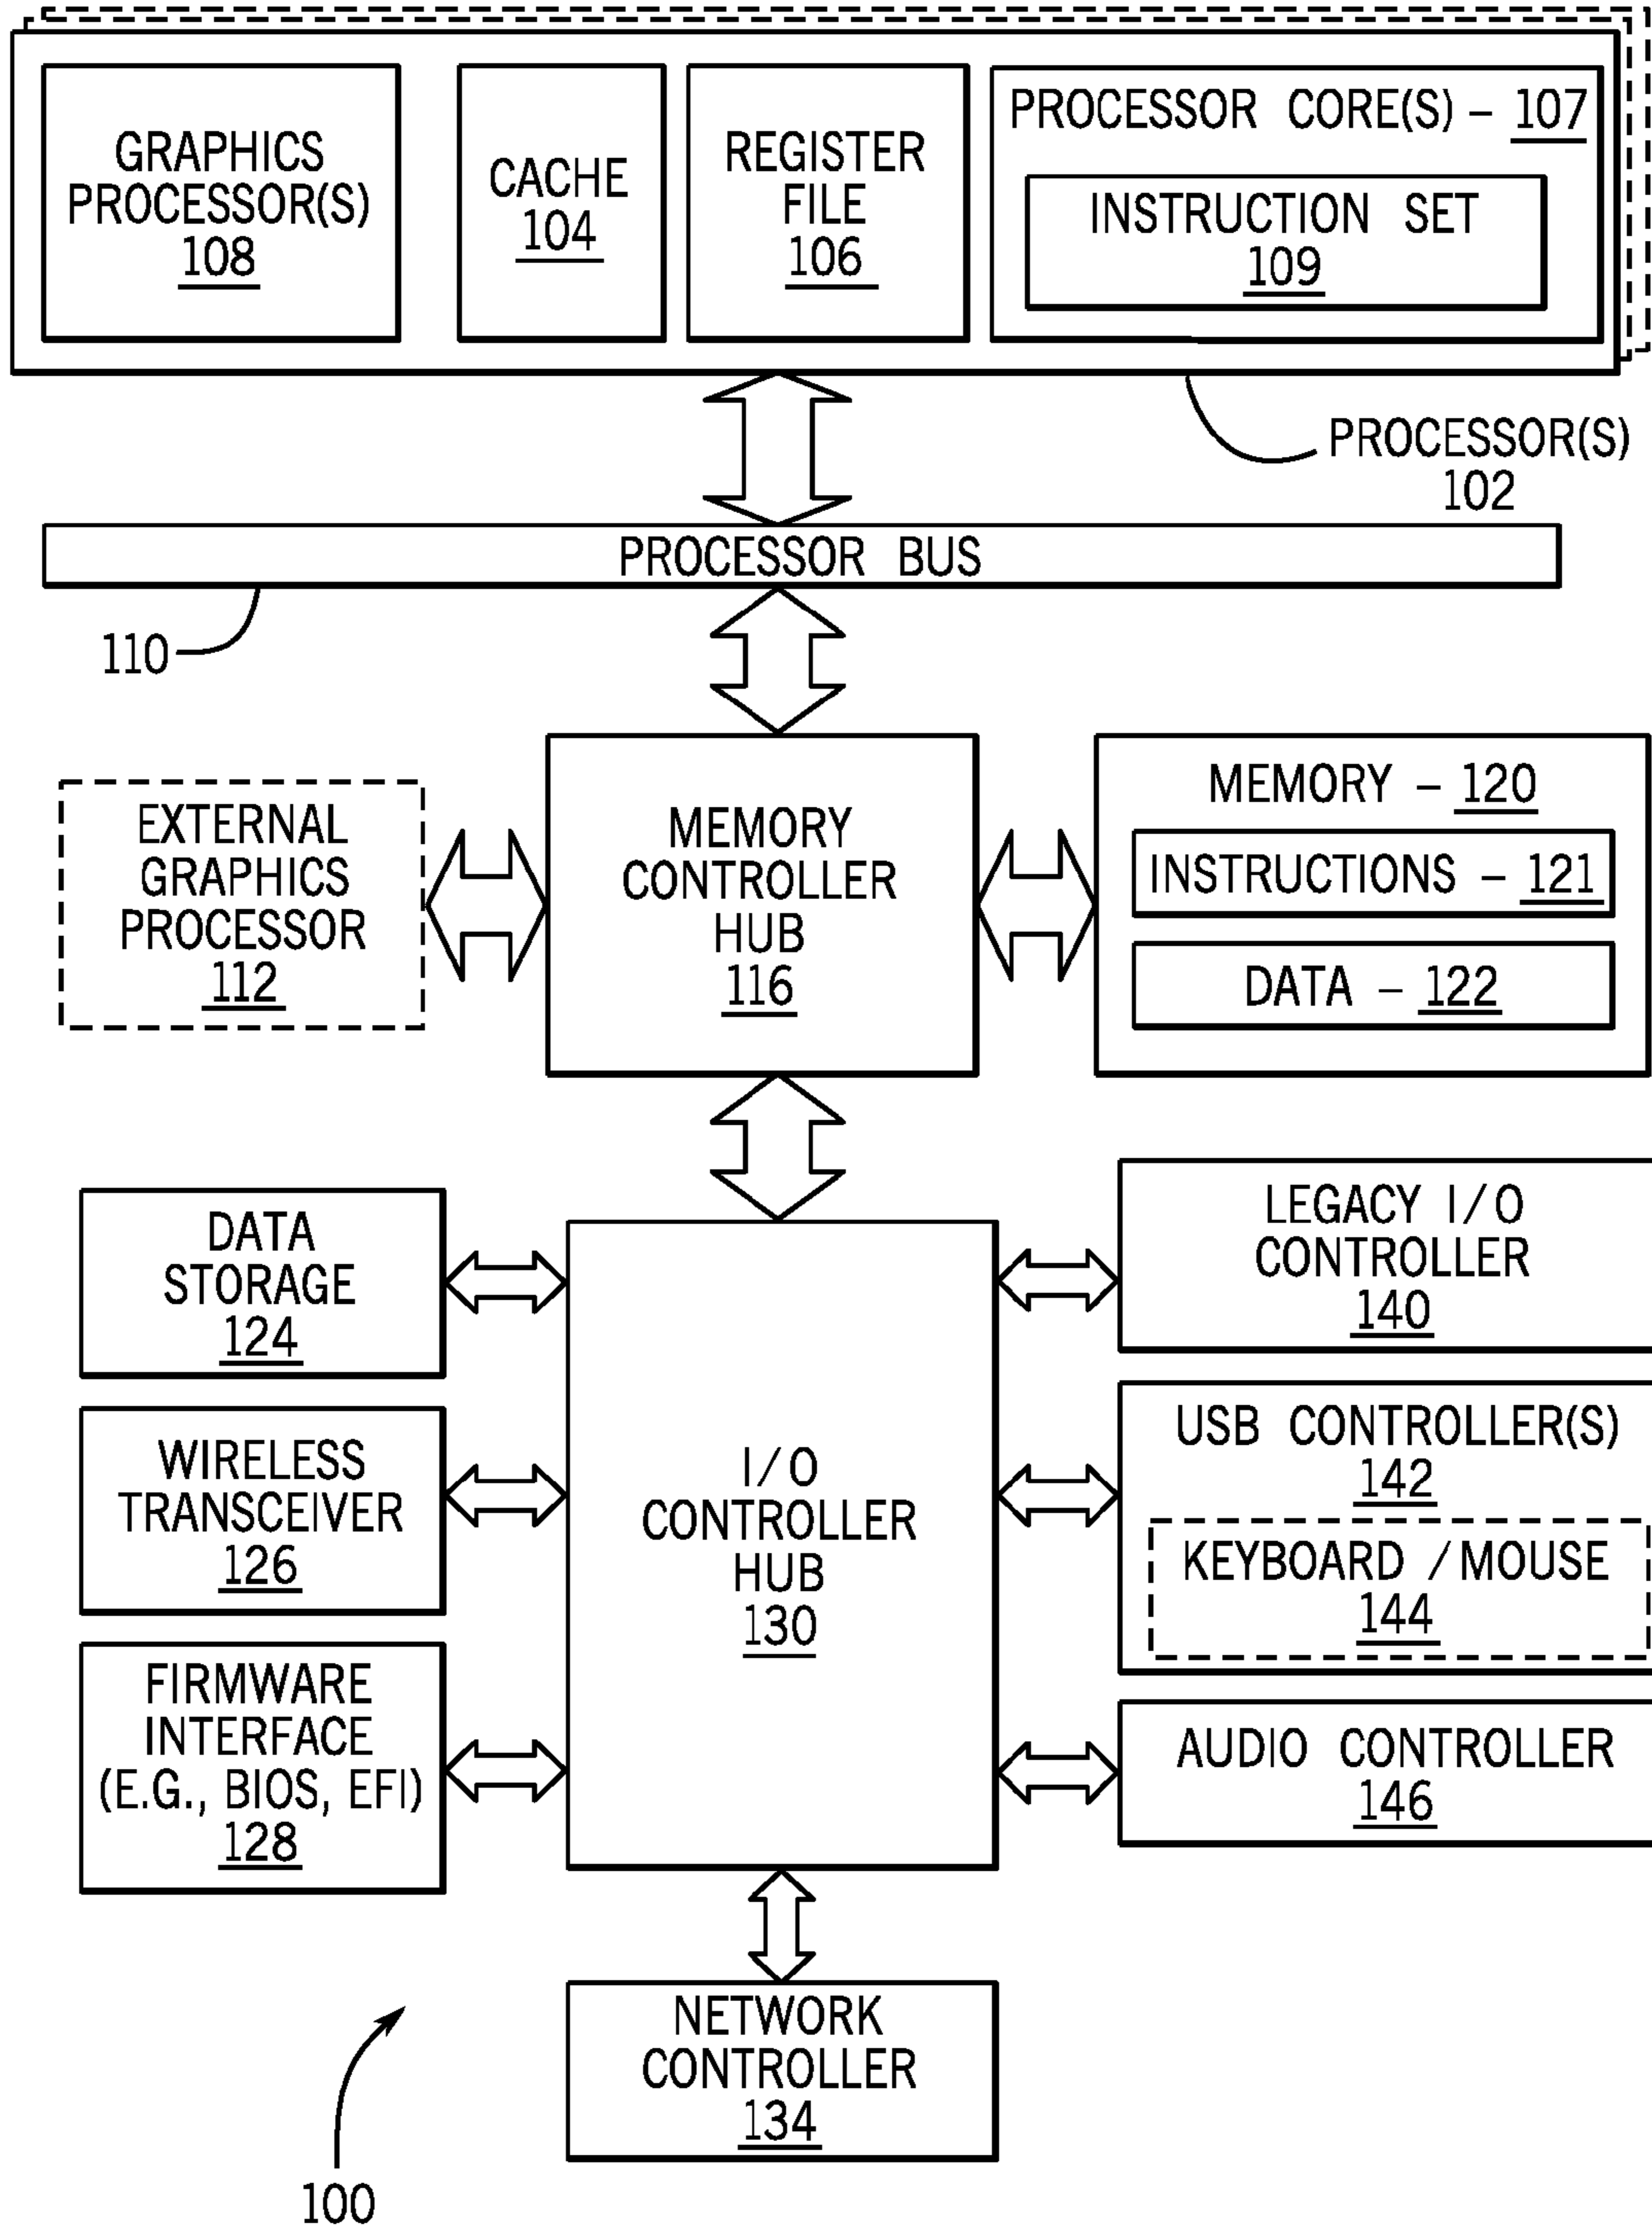 GRAPHICS
PROCESSOR(S)
108
CACHE
104
REGISTER
FILE
106
PROCESSOR CORE(S) – 107
INSTRUCTION SET
109
PROCESSOR(S)
102
PROCESSOR BUS
110
EXTERNAL
GRAPHICS
PROCESSOR
112
MEMORY
CONTROLLER
HUB
116
MEMORY – 120
INSTRUCTIONS – 121
DATA – 122
DATA
STORAGE
124
WIRELESS
TRANSCEIVER
126
FIRMWARE
INTERFACE
(E.G., BIOS, EFI)
128
I/O
CONTROLLER
HUB
130
LEGACY I/O
CONTROLLER
140
USB CONTROLLER(S)
142
KEYBOARD /MOUSE
144
AUDIO CONTROLLER
146
NETWORK
CONTROLLER
134
100